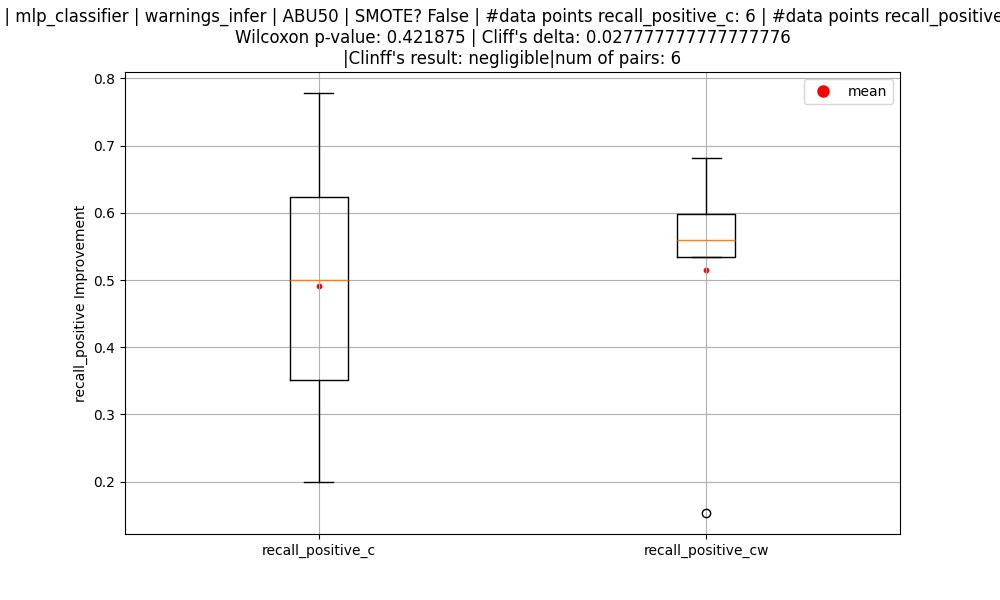 | mlp_classifier | warnings_infer | ABU50 | SMOTE? False | #data points recall_positive_c: 6 | #data points recall_positive
Wilcoxon p-value: 0.421875 | Cliff's delta: 0.027777777777777776
|Clinff's result: negligible|num of pairs: 6
mean
0.8
0.7
0.6
0.5
0.4
0.3
0.2
recall_positive Improvement
recall_positive_c
recall_positive_cw